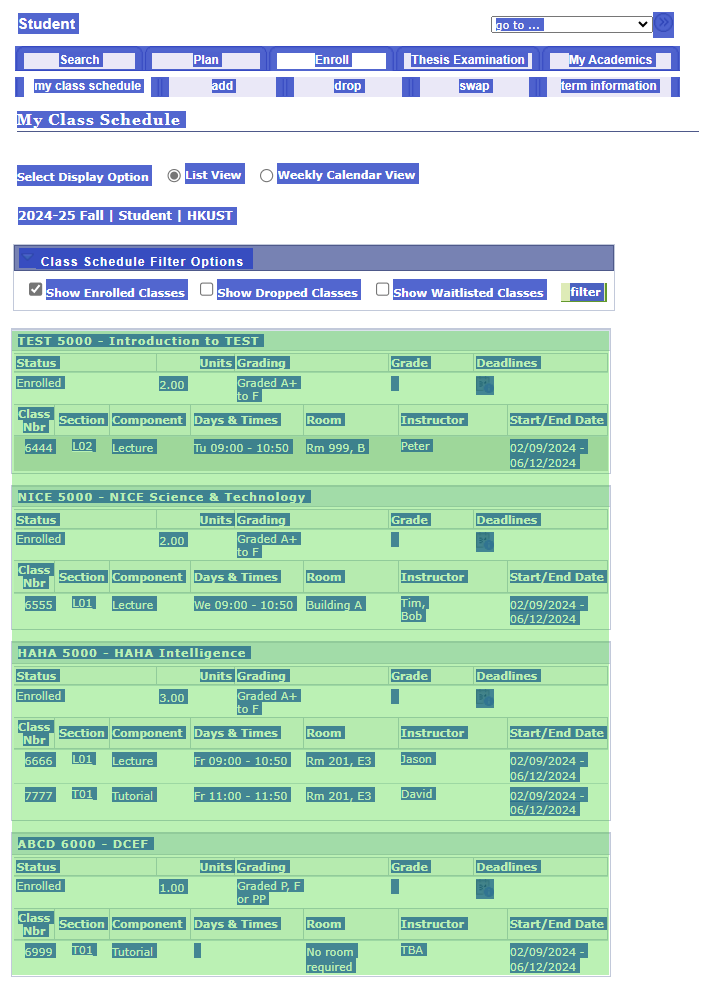 Student
go to ...
Search Plan Enroll Thesis Examination My Academics
my class schedule add drop swap term information
My Class Schedule
Select Display Option List View Weekly Calendar View
2024-25 Fall | Student | HKUST
Class Schedule Filter Options
Show Enrolled Classes Show Dropped Classes Show Waitlisted Classes filter
TEST 5000 - Introduction to TEST
Status Units Grading Grade Deadlines
Enrolled 2.00 Graded A+
to F
Class
Nbr Section Component Days & Times Room Instructor Start/End Date
6444 L02 Lecture Tu 09:00 - 10:50 Rm 999, B Peter 02/09/2024 -
06/12/2024
NICE 5000 - NICE Science & Technology
Status Units Grading Grade Deadlines
Enrolled 2.00 Graded A+
to F
Class
Nbr Section Component Days & Times Room Instructor Start/End Date
6555 L01 Lecture We 09:00 - 10:50 Building A Tim, 02/09/2024 -
Bob 06/12/2024
HAHA 5000 - HAHA Intelligence
Status Units Grading Grade Deadlines
Enrolled 3.00 Graded A+
to F
Class
Nbr Section Component Days & Times Room Instructor Start/End Date
6666 L01 Lecture Fr 09:00 - 10:50 Rm 201, E3 Jason 02/09/2024 -
06/12/2024
7777 T01 Tutorial Fr 11:00 - 11:50 Rm 201, E3 David 02/09/2024 -
06/12/2024
ABCD 6000 - DCEF
Status Units Grading Grade Deadlines
Enrolled 1.00 Graded P, F
or PP
Class
Nbr Section Component Days & Times Room Instructor Start/End Date
6999 T01 Tutorial No room TBA 02/09/2024 -
required 06/12/2024